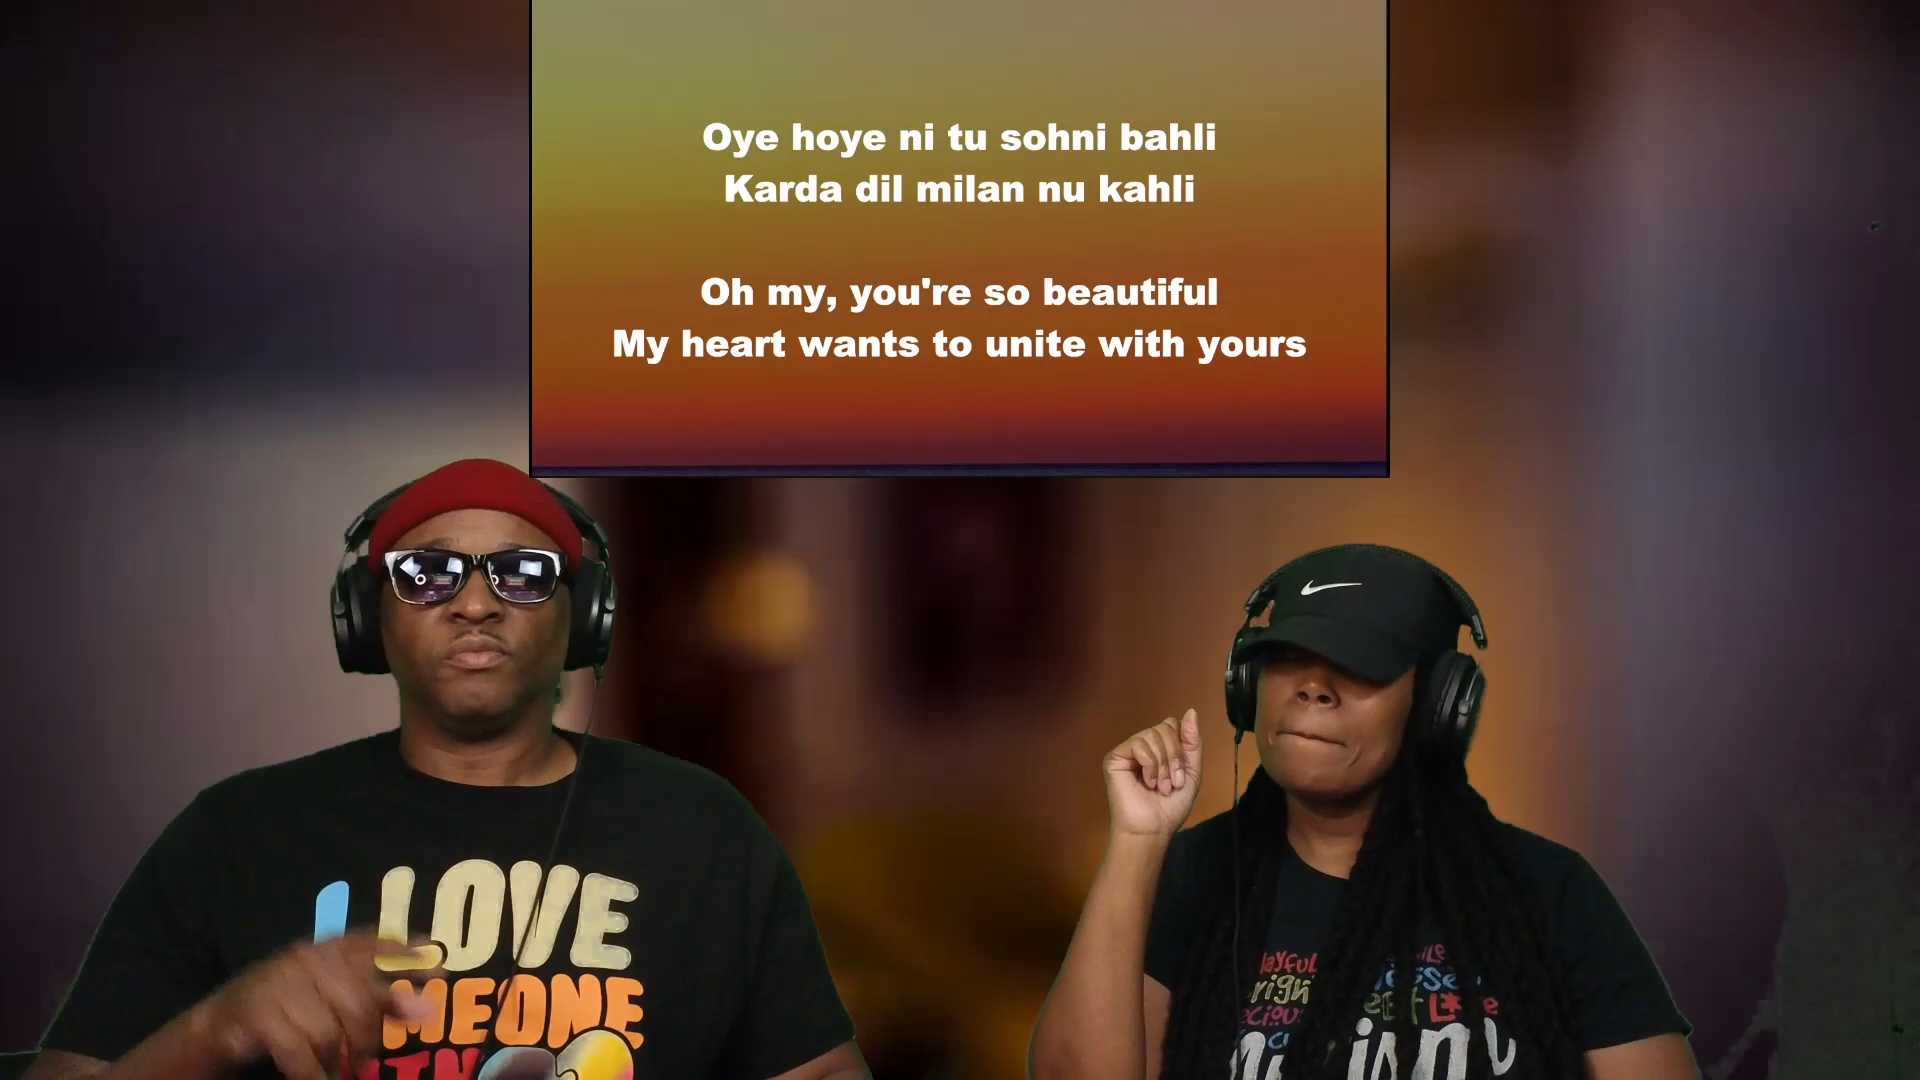 Oye hoye ni tu sohni bahli
Karda dil milan nu kahli
Oh my, you're so beautiful
My heart wants to unite with yours
I LOVE